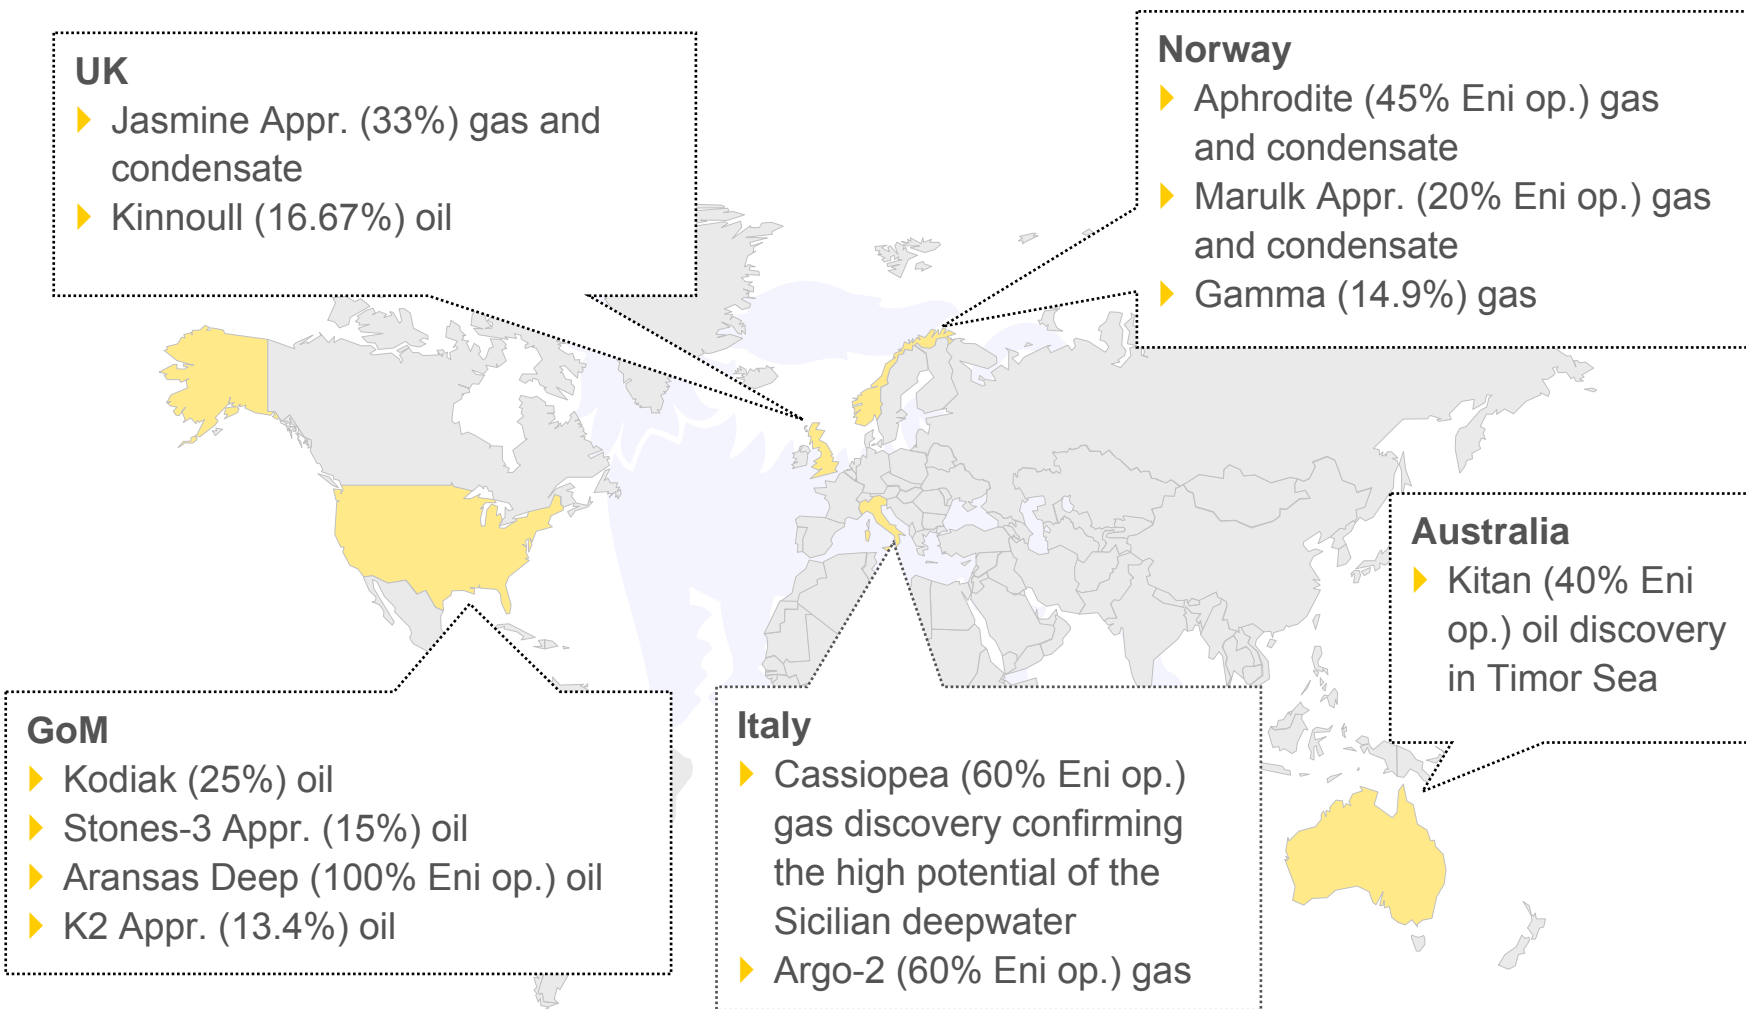 UK
Jasmine Appr. (33%) gas and
condensate
Kinnoull (16.67%) oil
Norway
Aphrodite (45% Eni op.) gas
and condensate
Marulk Appr. (20% Eni op.) gas
and condensate
Gamma (14.9%) gas
Australia
Kitan (40% Eni
op.) oil discovery
in Timor Sea
GoM
Kodiak (25%) oil
Stones-3 Appr. (15%) oil
Aransas Deep (100% Eni op.) oil
K2 Appr. (13.4%) oil
Italy
Cassiopea (60% Eni op.)
gas discovery confirming
the high potential of the
Sicilian deepwater
Argo-2 (60% Eni op.) gas